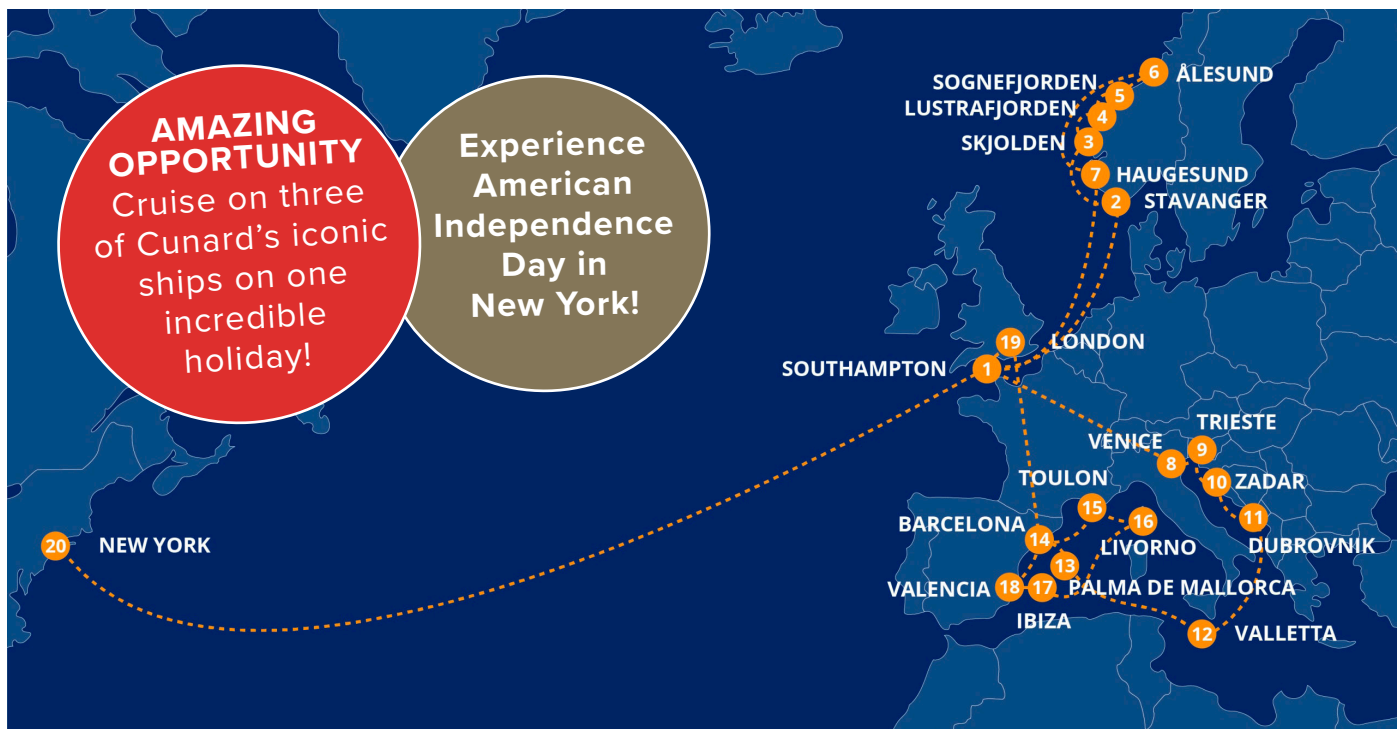 AMAZING
OPPORTUNITY
Cruise on three
of Cunard’s iconic
ships on one
incredible
holiday!
Experience
American
Independence
Day in
New York!
6 ÅLESUND
SOGNEFJORDEN 5
LUSTRAFJORDEN 4
SKJOLDEN 3
7 HAUGESUND
2 STAVANGER
19 LONDON
SOUTHAMPTON 1
TRIESTE
9
VENICE
8
10 ZADAR
TOULON
15
11
DUBROVNIK
16
LIVORNO
BARCELONA
14
13
PALMA DE MALLORCA
VALENCIA 18
17
IBIZA
12 VALLETTA
20 NEW YORK